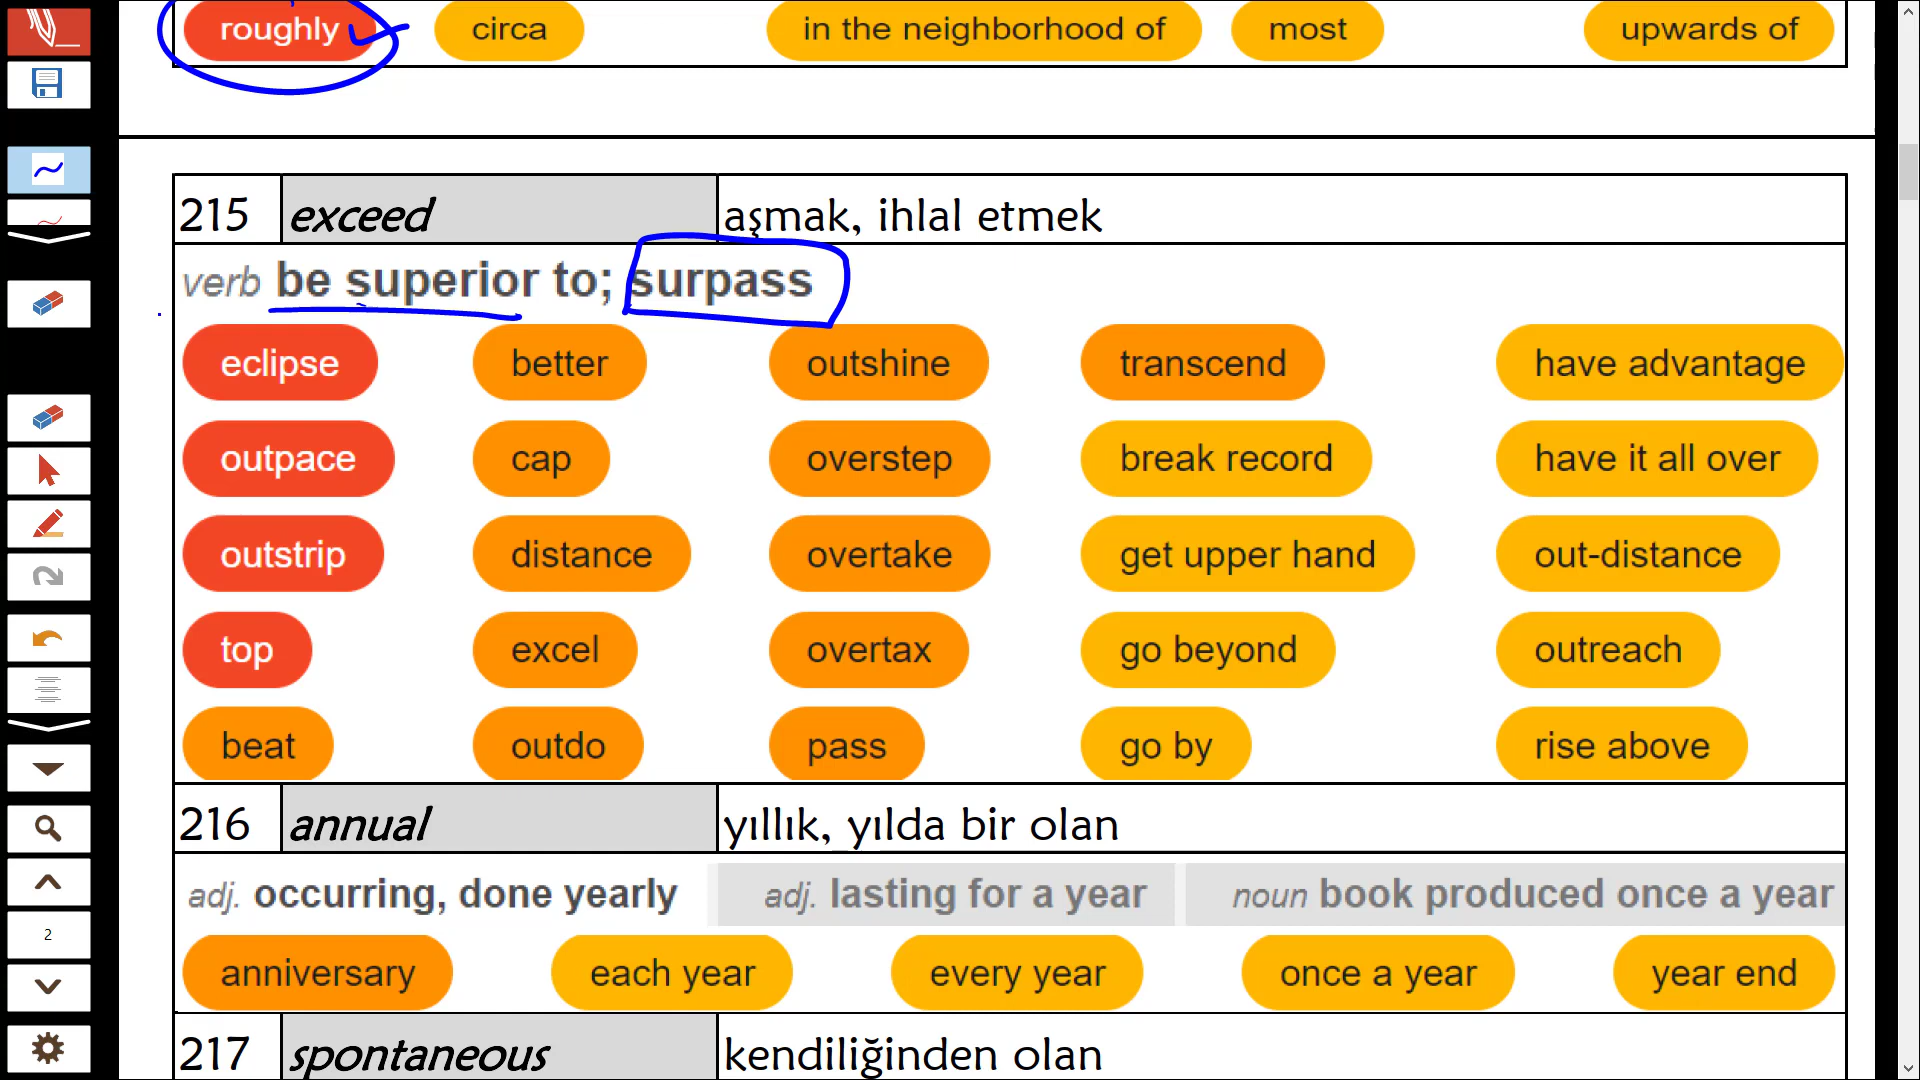 roughly circa in the neighborhood of most upwards of
215 exceed aşmak, ihlal etmek
verb be superior to; surpass
eclipse better outshine transcend have advantage
outpace cap overstep break record have it all over
outstrip distance overtake get upper hand out-distance
top excel overtax go beyond outreach
beat outdo pass go by rise above
216 annual yıllık, yılda bir olan
adj. occurring, done yearly adj. lasting for a year noun book produced once a year
anniversary each year every year once a year year end
217 spontaneous kendiliğinden olan
2